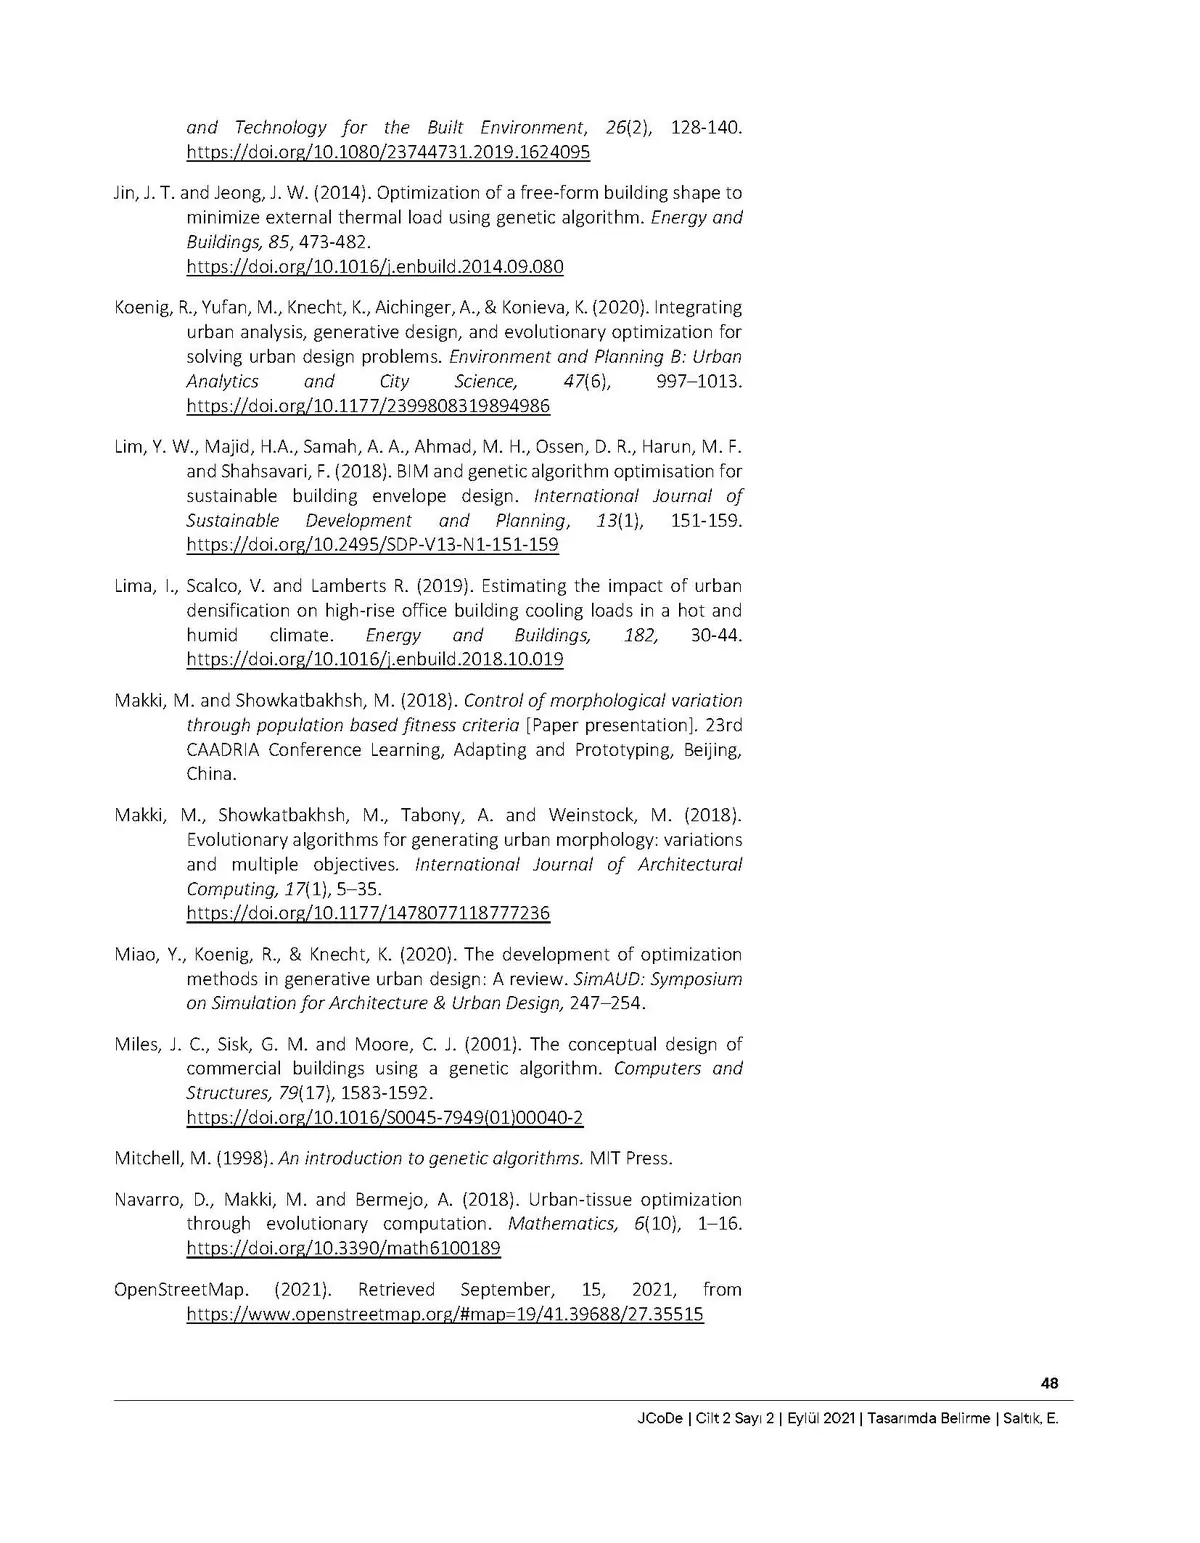 and Technology for the Built Environment, 26(2), 128-140.
https://doi.org/10.1080/23744731.2019.1624095
Jin, J. T. and Jeong, J. W. (2014). Optimization of a free-form building shape to
minimize external thermal load using genetic algorithm. Energy and
Buildings, 85, 473-482.
https://doi.org/10.1016/j.enbuild.2014.09.080
Koenig, R., Yufan, M., Knecht, K., Aichinger, A., & Konieva, K. (2020). Integrating
urban analysis, generative design, and evolutionary optimization for
solving urban design problems. Environment and Planning B: Urban
Analytics and City Science, 47(6), 997–1013.
https://doi.org/10.1177/2399808319894986
Lim, Y. W., Majid, H.A., Samah, A. A., Ahmad, M. H., Ossen, D. R., Harun, M. F.
and Shahsavari, F. (2018). BIM and genetic algorithm optimisation for
sustainable building envelope design. International Journal of
Sustainable Development and Planning, 13(1), 151-159.
https://doi.org/10.2495/SDP-V13-N1-151-159
Lima, I., Scalco, V. and Lamberts R. (2019). Estimating the impact of urban
densification on high-rise office building cooling loads in a hot and
humid climate. Energy and Buildings, 182, 30-44.
https://doi.org/10.1016/j.enbuild.2018.10.019
Makki, M. and Showkatbakhsh, M. (2018). Control of morphological variation
through population based fitness criteria [Paper presentation]. 23rd
CAADRIA Conference Learning, Adapting and Prototyping, Beijing,
China.
Makki, M., Showkatbakhsh, M., Tabony, A. and Weinstock, M. (2018).
Evolutionary algorithms for generating urban morphology: variations
and multiple objectives. International Journal of Architectural
Computing, 17(1), 5–35.
https://doi.org/10.1177/1478077118777236
Miao, Y., Koenig, R., & Knecht, K. (2020). The development of optimization
methods in generative urban design: A review. SimAUD: Symposium
on Simulation for Architecture & Urban Design, 247–254.
Miles, J. C., Sisk, G. M. and Moore, C. J. (2001). The conceptual design of
commercial buildings using a genetic algorithm. Computers and
Structures, 79(17), 1583-1592.
https://doi.org/10.1016/S0045-7949(01)00040-2
Mitchell, M. (1998). An introduction to genetic algorithms. MIT Press.
Navarro, D., Makki, M. and Bermejo, A. (2018). Urban-tissue optimization
through evolutionary computation. Mathematics, 6(10), 1–16.
https://doi.org/10.3390/math6100189
OpenStreetMap. (2021). Retrieved September, 15, 2021, from
https://www.openstreetmap.org/#map=19/41.39688/27.35515
48
JCoDe | Cilt 2 Sayı 2 | Eylül 2021 | Tasarımda Belirme | Saltık, E.